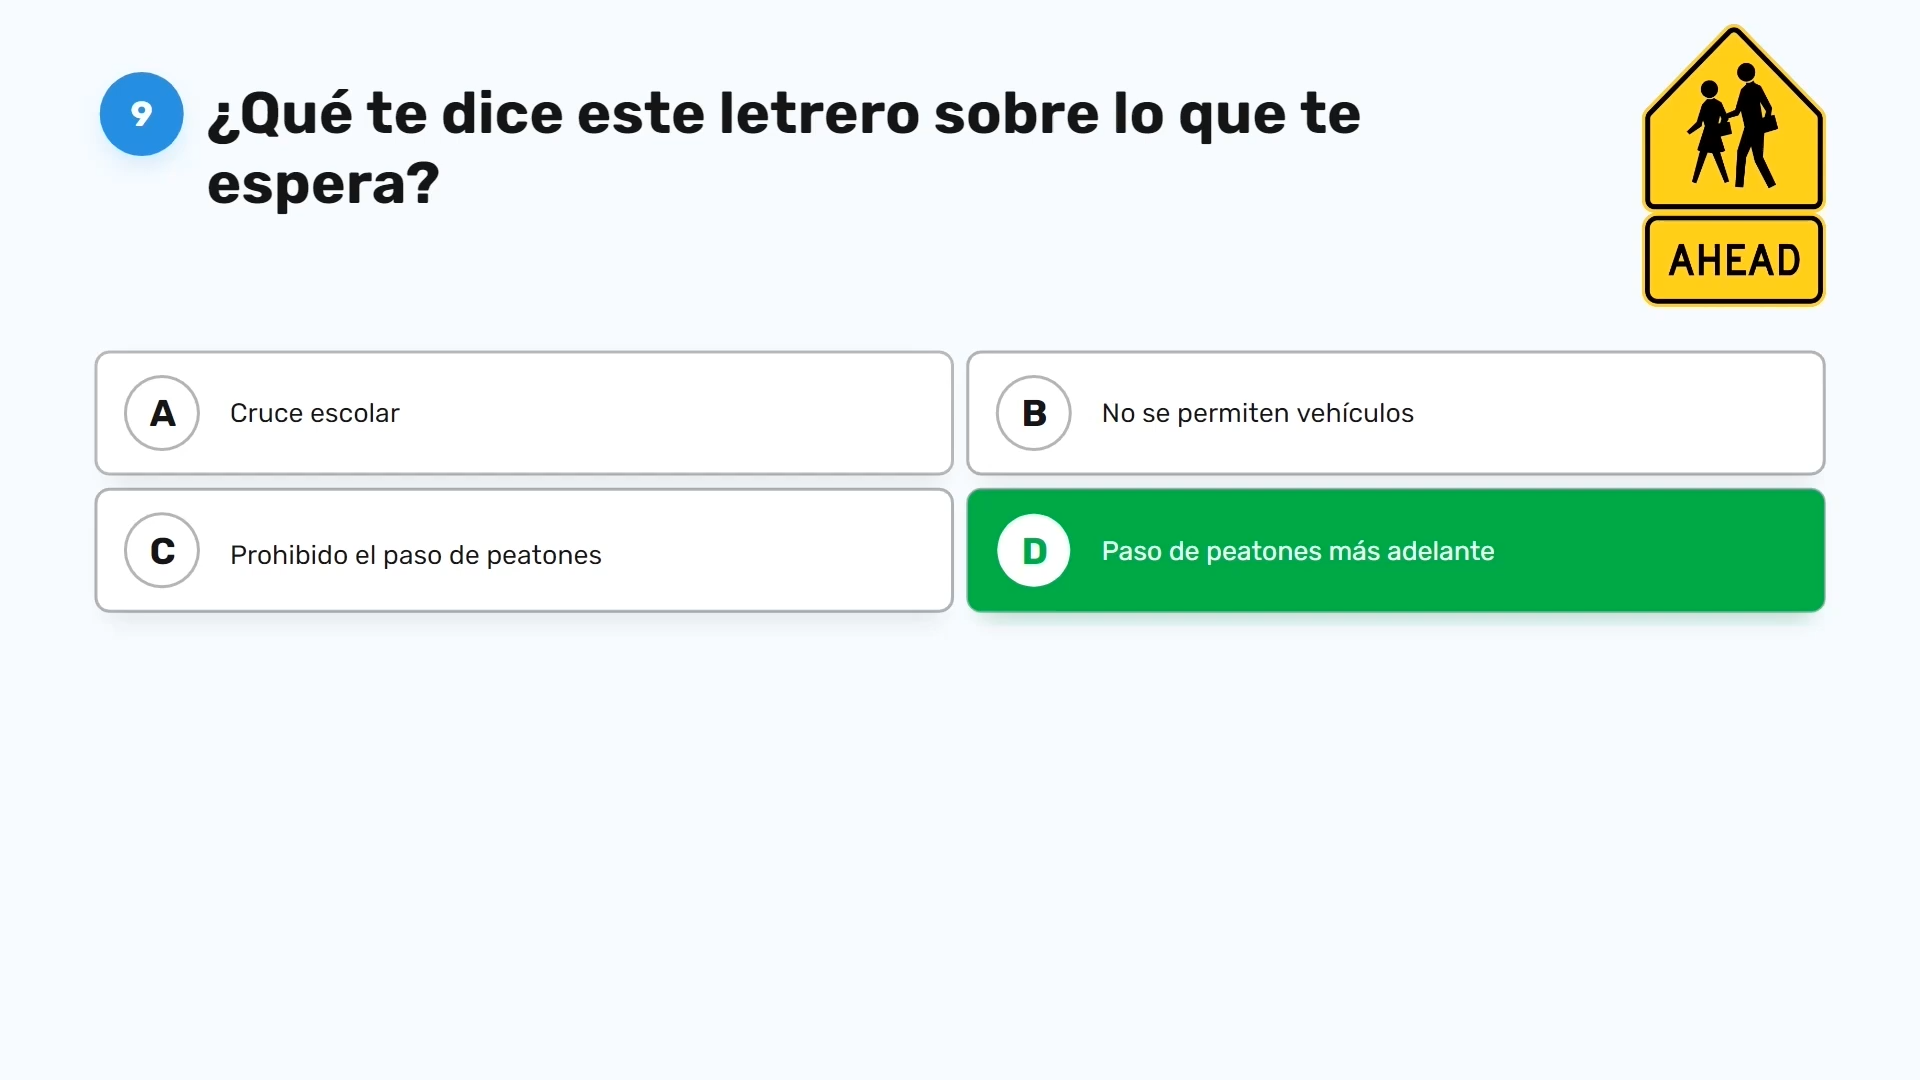 9
¿Qué te dice este letrero sobre lo que te
espera?
AHEAD
A
Cruce escolar
B
No se permiten vehículos
C
Prohibido el paso de peatones
D
Paso de peatones más adelante